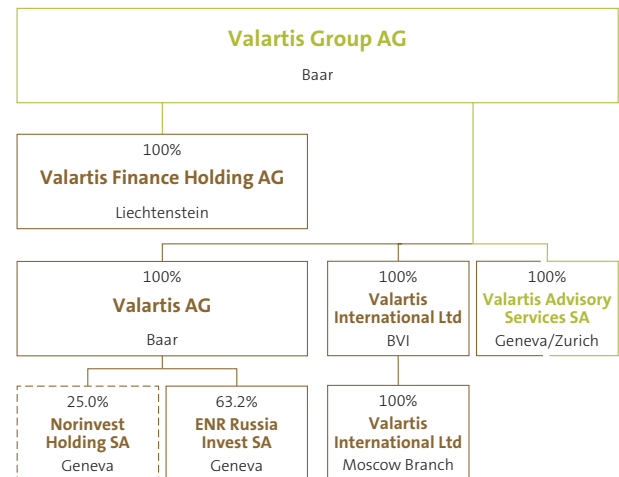 Valartis Group AG
Baar
100%
Valartis Finance Holding AG
Liechtenstein
100%
Valartis AG
Baar
100%
Valartis
International Ltd
BVI
100%
Valartis Advisory
Services SA
Geneva/Zurich
25.0%
Norinvest
Holding SA
Geneva
63.2%
ENR Russia
Invest SA
Geneva
100%
Valartis
International Ltd
Moscow Branch